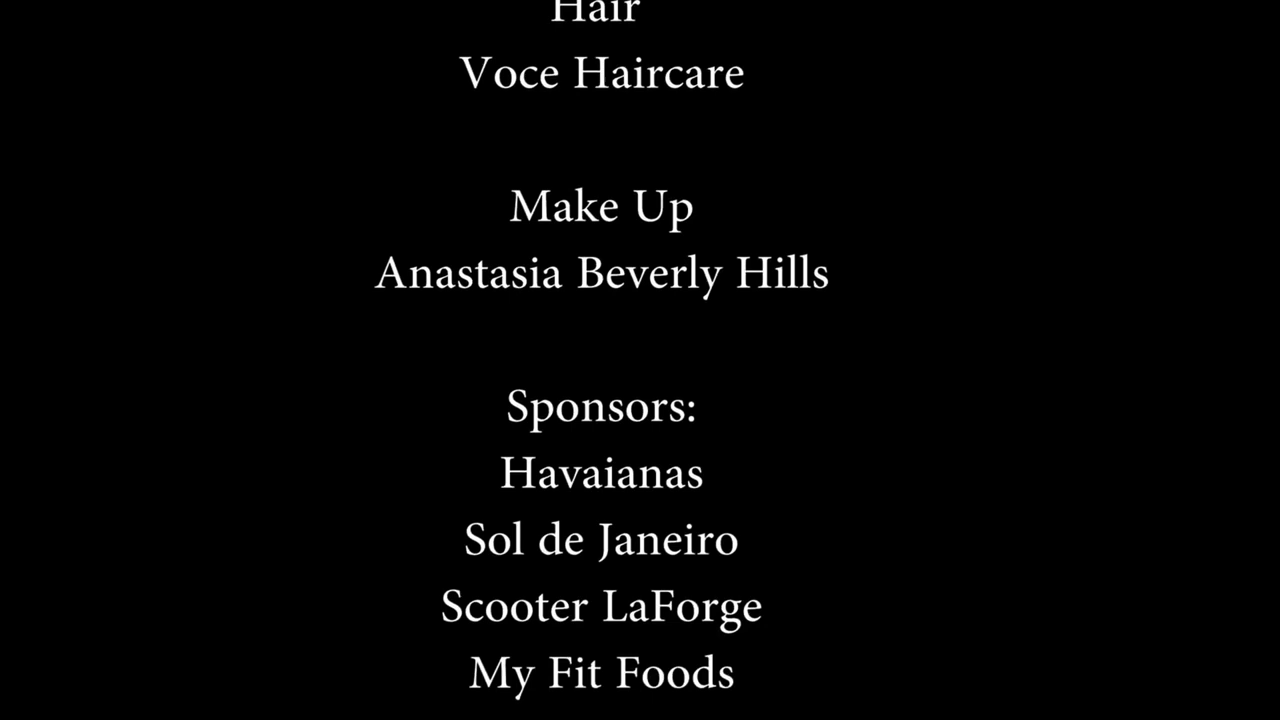 Hair
Voce Haircare
Make Up
Anastasia Beverly Hills
Sponsors:
Havaianas
Sol de Janeiro
Scooter LaForge
My Fit Foods